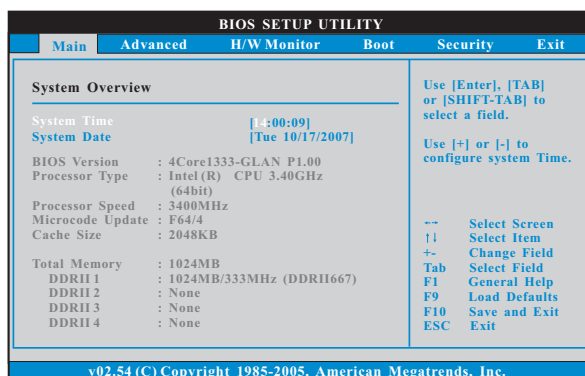 BIOS SETUP UTILITY
Main Advanced H/W Monitor Boot Security Exit
System Overview
System Time [14:00:09]
System Date [Tue 10/17/2007]
BIOS Version : 4Core1333-GLAN P1.00
Processor Type : Intel (R) CPU 3.40GHz
(64bit)
Processor Speed : 3400MHz
Microcode Update : F64/4
Cache Size : 2048KB
Total Memory : 1024MB
DDRII 1 : 1024MB/333MHz (DDRII667)
DDRII 2 : None
DDRII 3 : None
DDRII 4 : None
Use [Enter], [TAB]
or [SHIFT-TAB] to
select a field.
Use [+] or [-] to
configure system Time.
←→ Select Screen
↑↓ Select Item
+- Change Field
Tab Select Field
F1 General Help
F9 Load Defaults
F10 Save and Exit
ESC Exit
v02.54 (C) Copyright 1985-2005, American Megatrends, Inc.